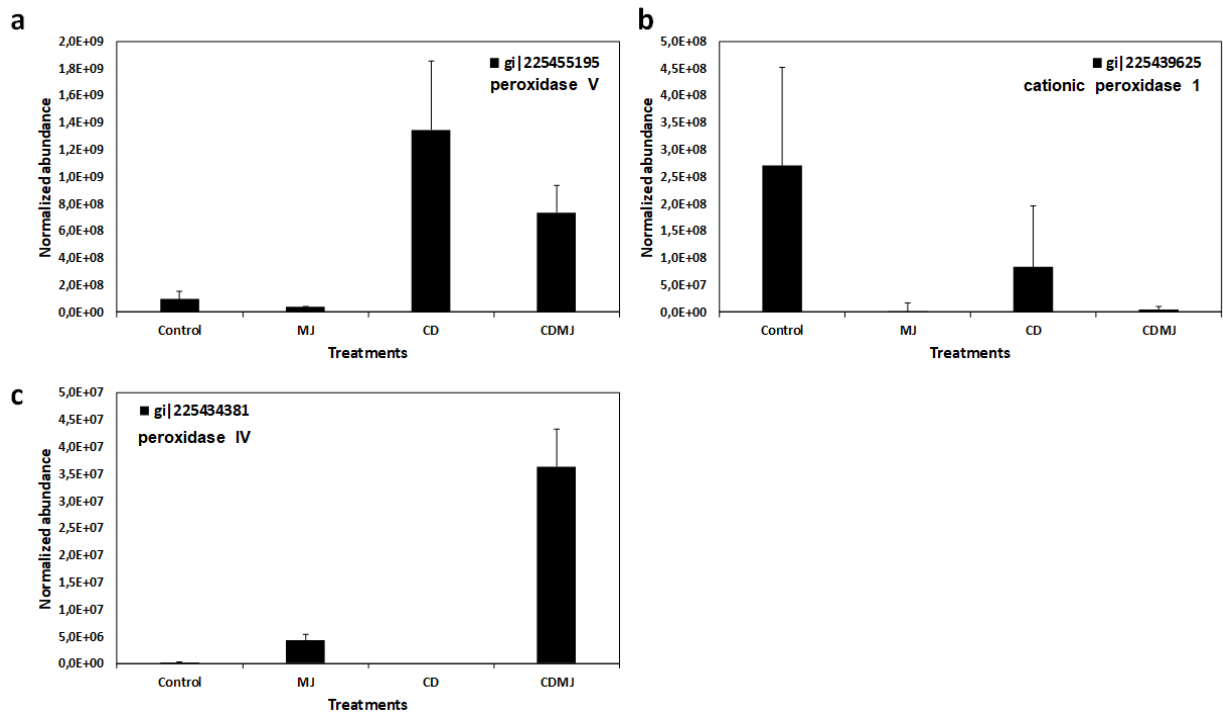 a
2,0E+09
1,8E+09
1,6E+09
1,4E+09
1,2E+09
1,0E+09
8,0E+08
6,0E+08
4,0E+08
2,0E+08
0,0E+00
Normalized abundance
gi|225455195
peroxidase V
Control MJ CD CDMJ
Treatments
b
5,0E+08
4,5E+08
4,0E+08
3,5E+08
3,0E+08
2,5E+08
2,0E+08
1,5E+08
1,0E+08
5,0E+07
0,0E+00
Normalized abundance
gi|225439625
cationic peroxidase 1
Control MJ CD CDMJ
Treatments
c
5,0E+07
4,5E+07
4,0E+07
3,5E+07
3,0E+07
2,5E+07
2,0E+07
1,5E+07
1,0E+07
5,0E+06
0,0E+00
Normalized abundance
gi|225434381
peroxidase IV
Control MJ CD CDMJ
Treatments